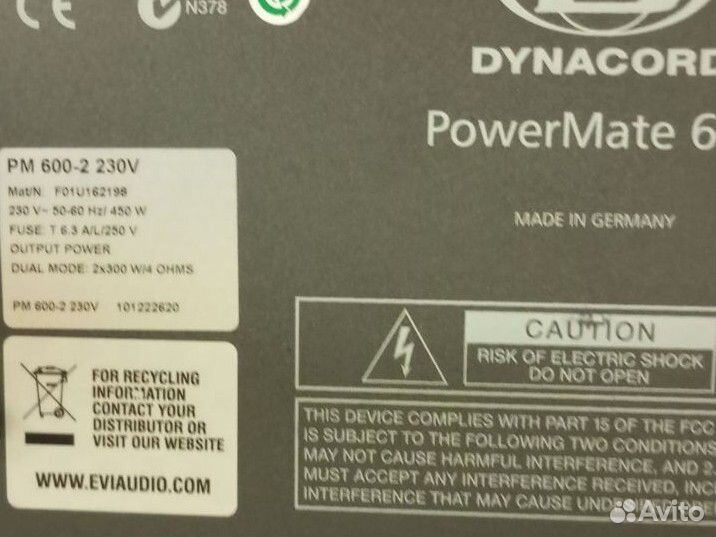 CE
N378
DYNACORD
PowerMate 6
PM 600-2 230V
Mat/N: F01U162198
230 V~ 50-60 Hz/ 450 W
FUSE: T 6.3 A/L/250 V
OUTPUT POWER
DUAL MODE: 2x300 W/4 OHMS
PM 600-2 230V 101222620
MADE IN GERMANY
CAUTION
RISK OF ELECTRIC SHOCK
DO NOT OPEN
FOR RECYCLING
INFORMATION
CONTACT YOUR
DISTRIBUTOR OR
VISIT OUR WEBSITE
WWW.EVIAUDIO.COM
THIS DEVICE COMPLIES WITH PART 15 OF THE FCC
IS SUBJECT TO THE FOLLOWING TWO CONDITIONS
MAY NOT CAUSE HARMFUL INTERFERENCE, AND 2.
MUST ACCEPT ANY INTERFERENCE RECEIVED, INC
INTERFERENCE THAT MAY CAUSE
Avito